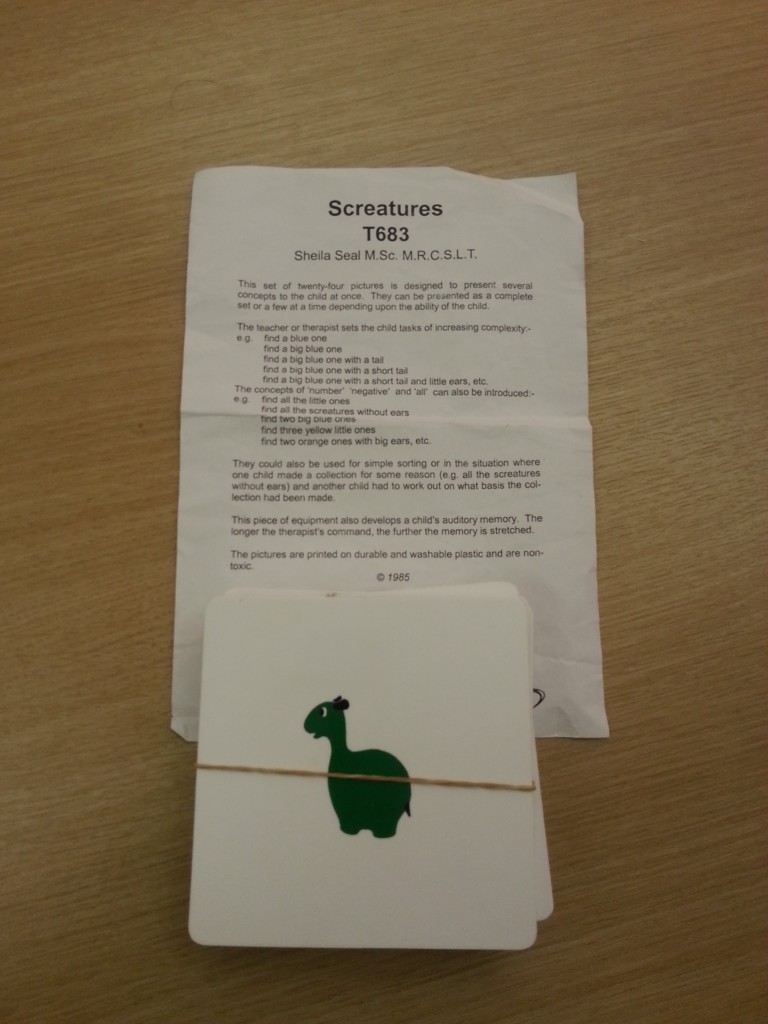 Screatures
T683
Sheila Seal M.Sc. M.R.C.S.L.T.
This set of twenty-four pictures is designed to present several
concepts to the child at once. They can be presented as a complete
set or a few at a time depending upon the ability of the child.
The teacher or therapist sets the child tasks of increasing complexity:-
e.g. find a blue one
find a big blue one
find a big blue one with a tail
find a big blue one with a short tail
find a big blue one with a short tail and little ears, etc.
The concepts of 'number' 'negative' and 'all' can also be introduced:-
e.g. find all the little ones
find all the screatures without ears
find two big blue ones
find three yellow little ones
find two orange ones with big ears, etc.
They could also be used for simple sorting or in the situation where
one child made a collection for some reason (e.g. all the screatures
without ears) and another child had to work out on what basis the col-
lection had been made.
This piece of equipment also develops a child's auditory memory. The
longer the therapist's command, the further the memory is stretched.
The pictures are printed on durable and washable plastic and are non-
toxic.
© 1985